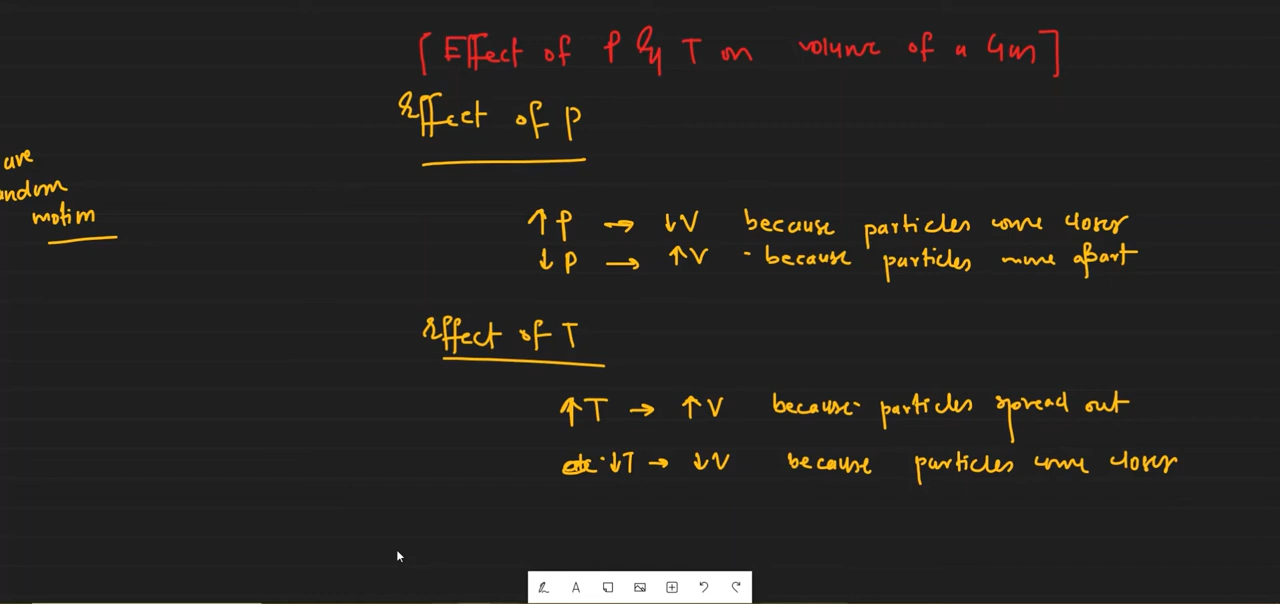 [Effect of P & T on volume of a Gas]
Effect of P
are
random
motion
↑ P → ↓ V because particles come closer
↓ P → ↑ V - because particles move apart
Effect of T
↑ T → ↑ V because particles spread out
↓ T → ↓ V because particles come closer